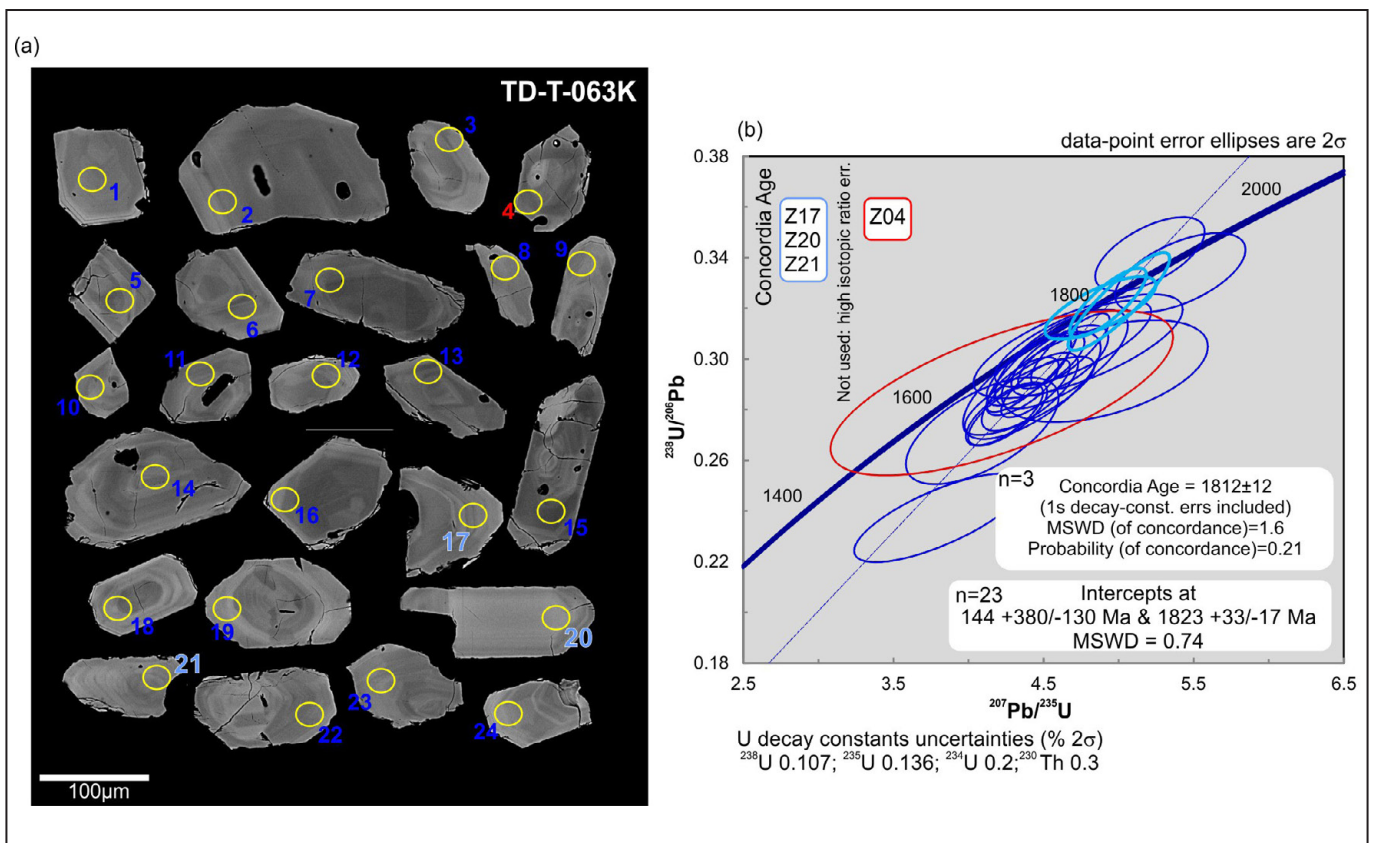 (a)
TD-T-063K
1
2
3
4
5
6
7
8
9
10
11
12
13
14
15
16
17
18
19
20
21
22
23
24
100µm
(b)
data-point error ellipses are 2σ
Concordia Age
Z17
Z20
Z21
Not used: high isotopic ratio err.
Z04
0.38
0.34
0.30
0.26
0.22
0.18
²³⁸U/²⁰⁶Pb
2000
1800
1600
1400
n=3
Concordia Age = 1812±12
(1s decay-const. errs included)
MSWD (of concordance)=1.6
Probability (of concordance)=0.21
n=23
Intercepts at
144 +380/-130 Ma & 1823 +33/-17 Ma
MSWD = 0.74
2.5 3.5 4.5 5.5 6.5
²⁰⁷Pb/²³⁵U
U decay constants uncertainties (% 2σ)
²³⁸U 0.107; ²³⁵U 0.136; ²³⁴U 0.2;²³⁰Th 0.3